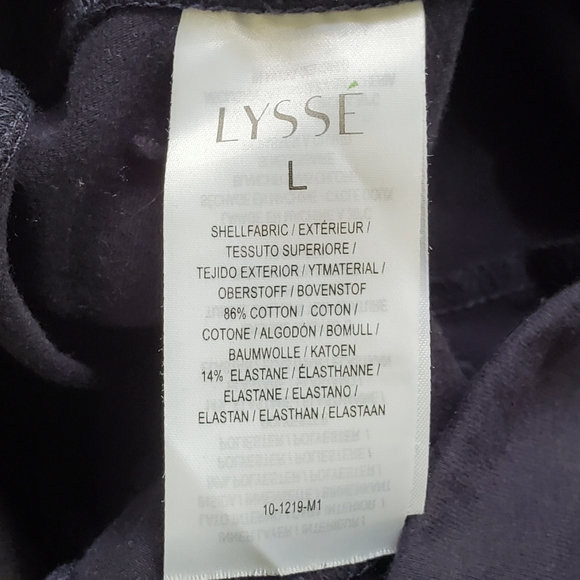 LYSSÉ
L
SHELLFABRIC / EXTÉRIEUR /
TESSUTO SUPERIORE /
TEJIDO EXTERIOR / YTMATERIAL /
OBERSTOFF / BOVENSTOF
86% COTTON / COTON /
COTONE / ALGODÓN / BOMULL /
BAUMWOLLE / KATOEN
14% ELASTANE / ÉLASTHANNE /
ELASTANE / ELASTANO /
ELASTAN / ELASTHAN / ELASTAAN
10-1219-M1